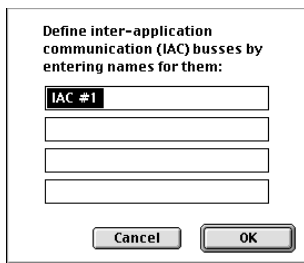 Define inter-application
communication (IAC) busses by
entering names for them:
IAC #1
Cancel OK